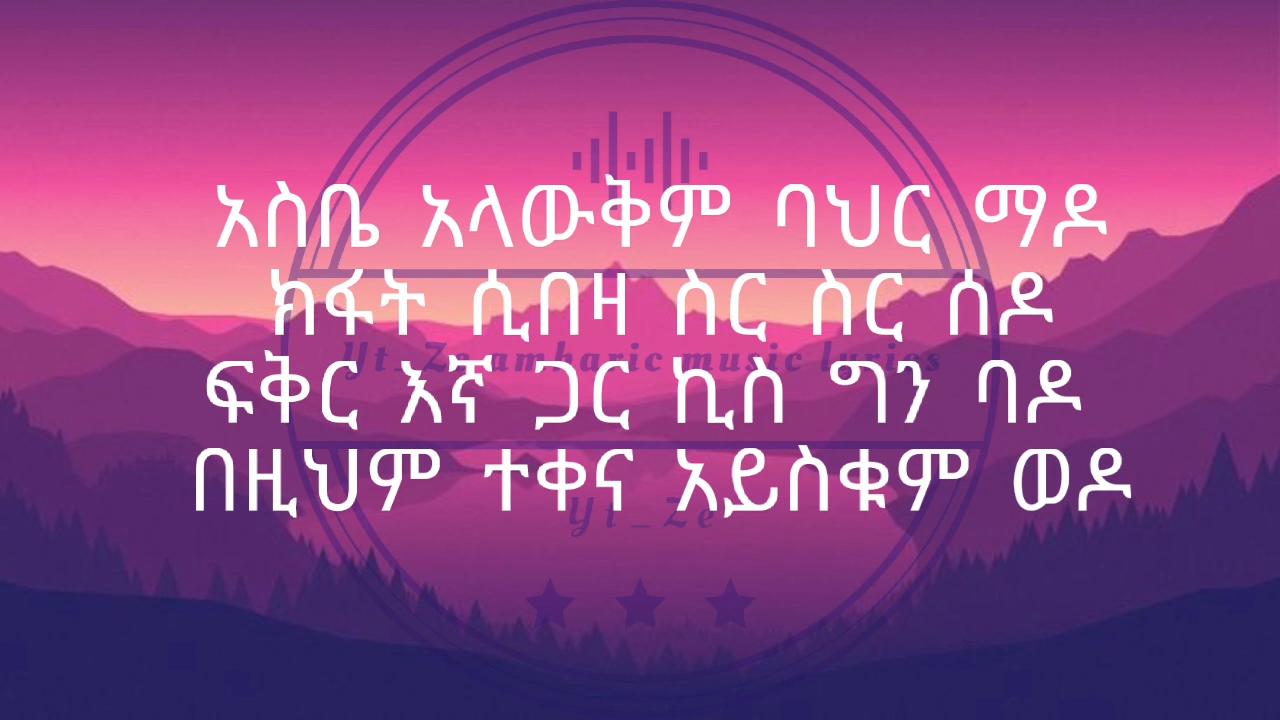 አስቤ አላውቅም ባህር ማዶ
ክፋት ሲበዛ ስር ስር ሰዶ
Yt_Ze amharic music lyrics
ፍቅር እኛ ጋር ኪስ ግን ባዶ
በዚህም ተቀና አይስቁም ወዶ
Yt_Ze